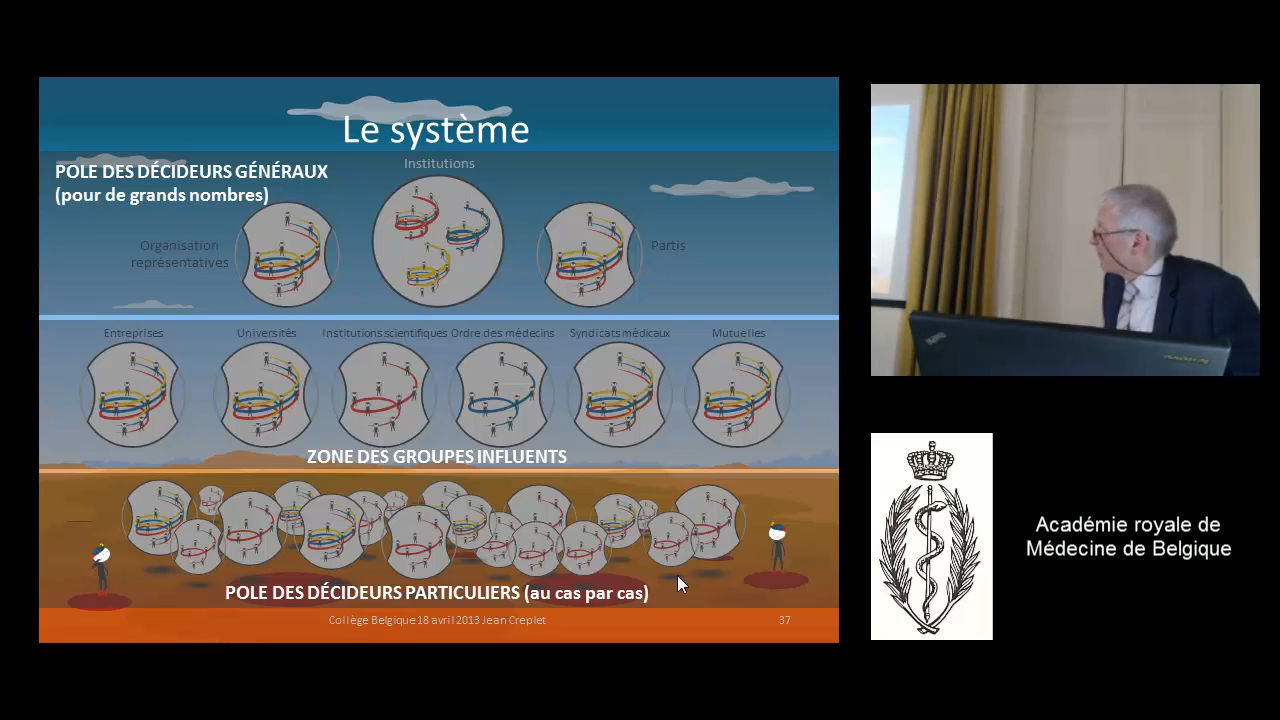 Le système
POLE DES DÉCIDEURS GÉNÉRAUX
(pour de grands nombres)
Institutions
Organisation
représentatives
Partis
Entreprises
Universités
Institutions scientifiques
Ordre des médecins
Syndicats médicaux
Mutuelles
ZONE DES GROUPES INFLUENTS
POLE DES DÉCIDEURS PARTICULIERS (au cas par cas)
Collège Belgique 18 avril 2013 Jean Creplet
37
Académie royale de
Médecine de Belgique